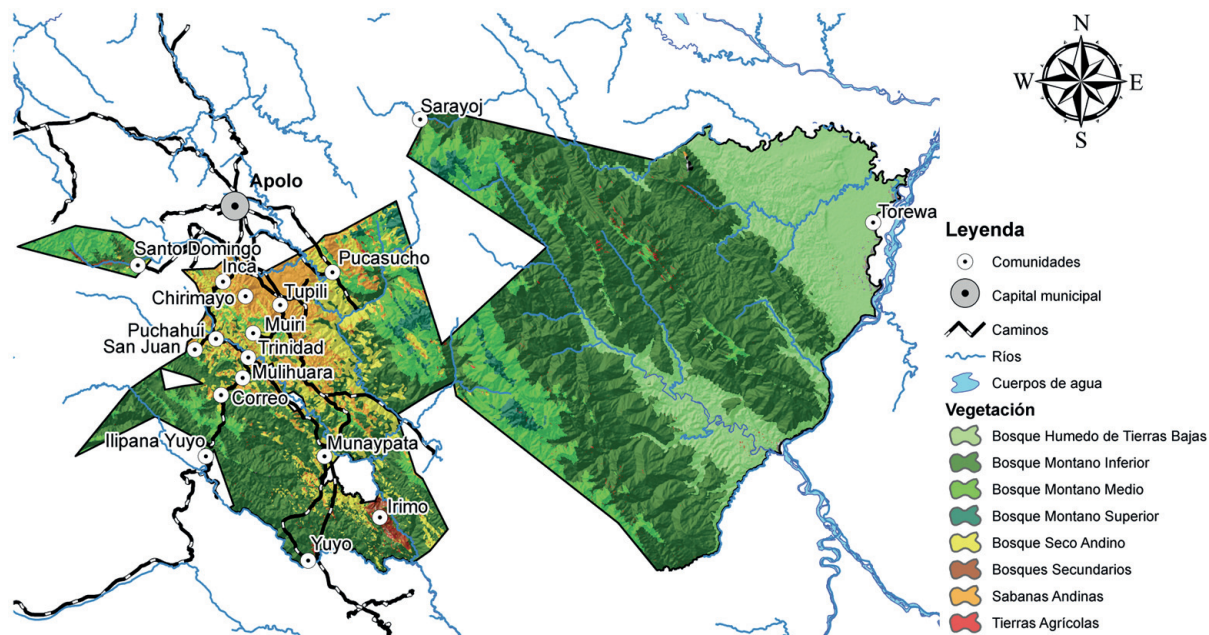 N
W E
S
Sarayoj
Apolo
Torewa
Santo Domingo
Inca
Pucasucho
Chirimayo
Tupili
Muiri
Puchahui
San Juan
Trinidad
Mulihuara
Correo
Ilipana Yuyo
Munaypata
Irimo
Yuyo
Leyenda
Comunidades
Capital municipal
Caminos
Ríos
Cuerpos de agua
Vegetación
Bosque Humedo de Tierras Bajas
Bosque Montano Inferior
Bosque Montano Medio
Bosque Montano Superior
Bosque Seco Andino
Bosques Secundarios
Sabanas Andinas
Tierras Agrícolas